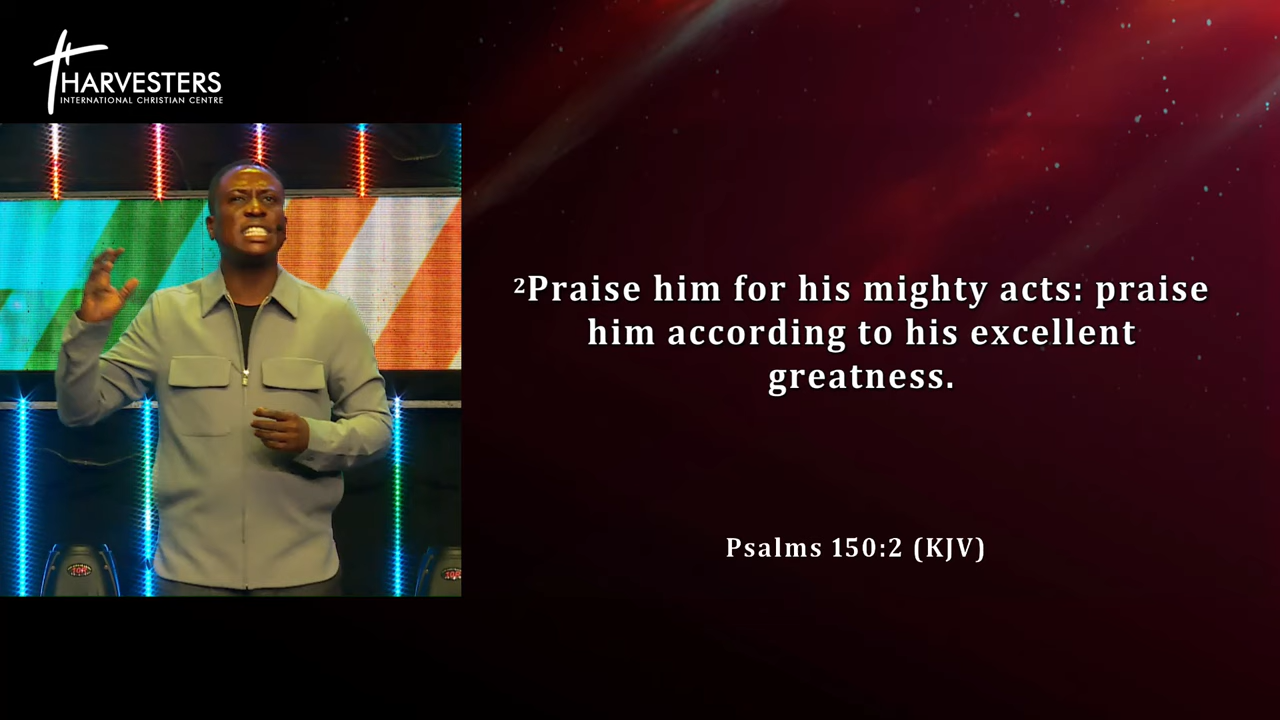 HARVESTERS
INTERNATIONAL CHRISTIAN CENTRE
²Praise him for his mighty acts: praise
him according to his excellent
greatness.
Psalms 150:2 (KJV)